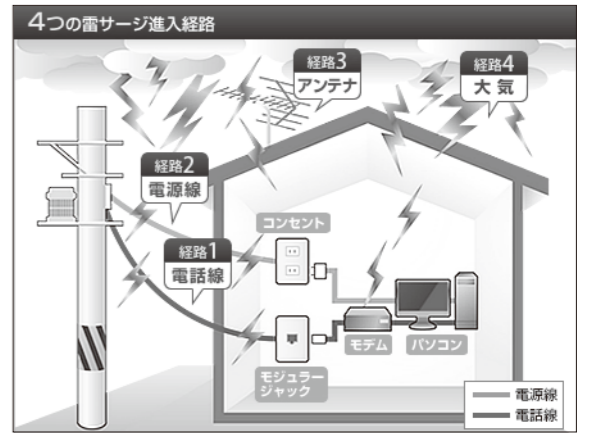 4つの雷サージ進入経路
経路3
アンテナ
経路4
大気
経路2
電源線
コンセント
経路1
電話線
モデム
パソコン
モジュラー
ジャック
電源線
電話線